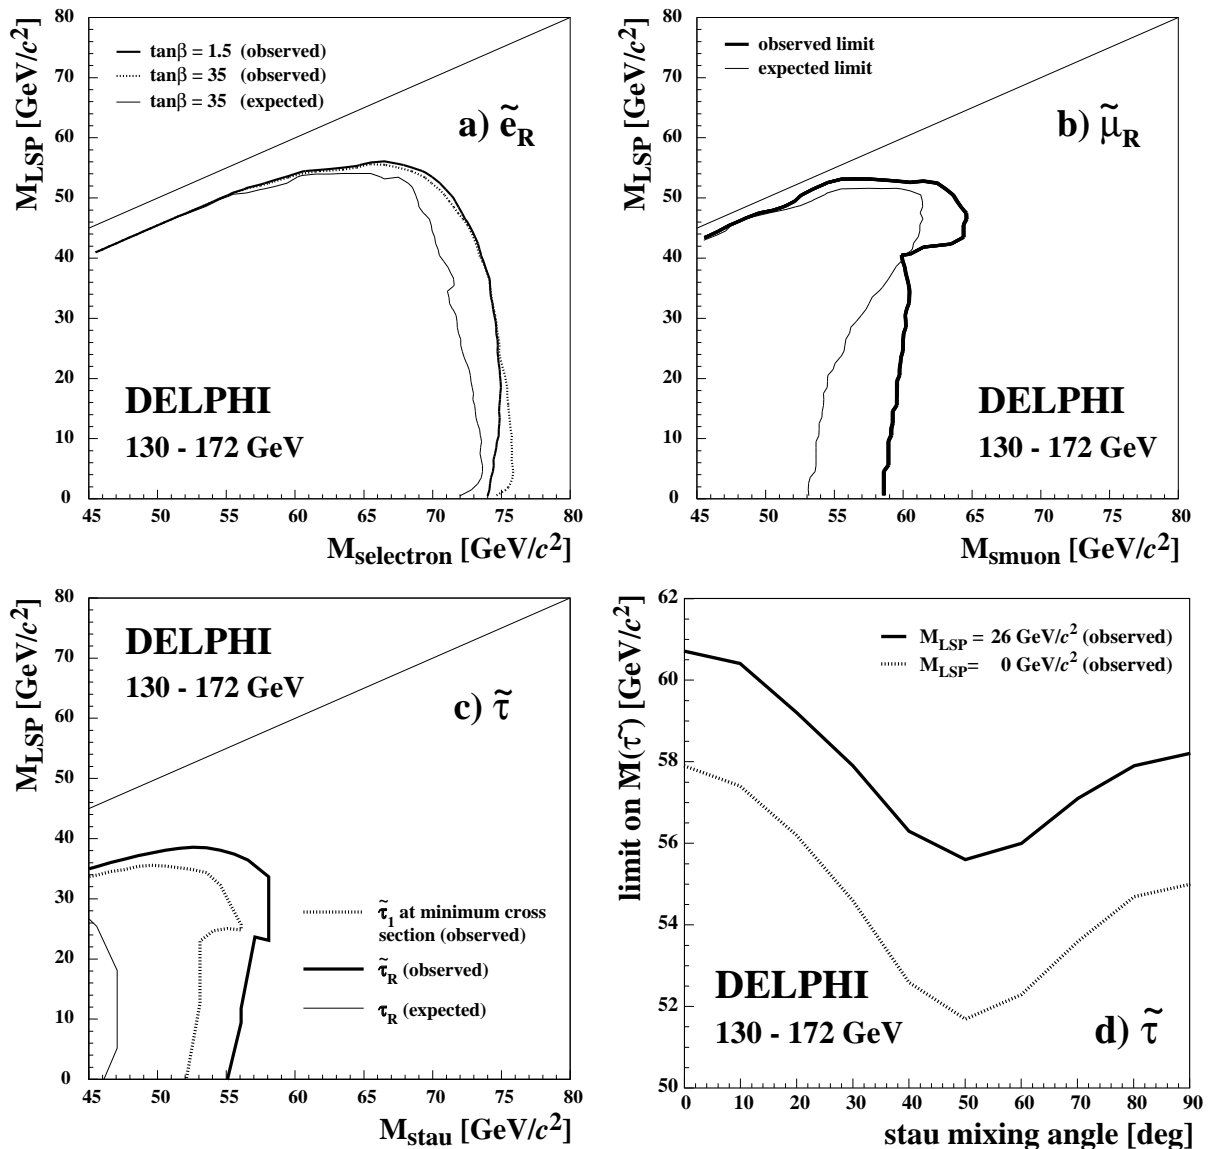 M_LSP [GeV/c²]
80
70
60
50
40
30
20
10
0
tanβ = 1.5 (observed)
tanβ = 35 (observed)
tanβ = 35 (expected)
a) ẽ_R
DELPHI
130 - 172 GeV
45 50 55 60 65 70 75 80
M_selectron [GeV/c²]
M_LSP [GeV/c²]
80
70
60
50
40
30
20
10
0
observed limit
expected limit
b) μ̃_R
DELPHI
130 - 172 GeV
45 50 55 60 65 70 75 80
M_smuon [GeV/c²]
M_LSP [GeV/c²]
80
70
60
50
40
30
20
10
0
DELPHI
130 - 172 GeV
c) τ̃
τ̃_1 at minimum cross
section (observed)
τ̃_R (observed)
τ_R (expected)
45 50 55 60 65 70 75 80
M_stau [GeV/c²]
limit on M(τ̃) [GeV/c²]
62
60
58
56
54
52
50
M_LSP = 26 GeV/c² (observed)
M_LSP= 0 GeV/c² (observed)
DELPHI
130 - 172 GeV
d) τ̃
0 10 20 30 40 50 60 70 80 90
stau mixing angle [deg]